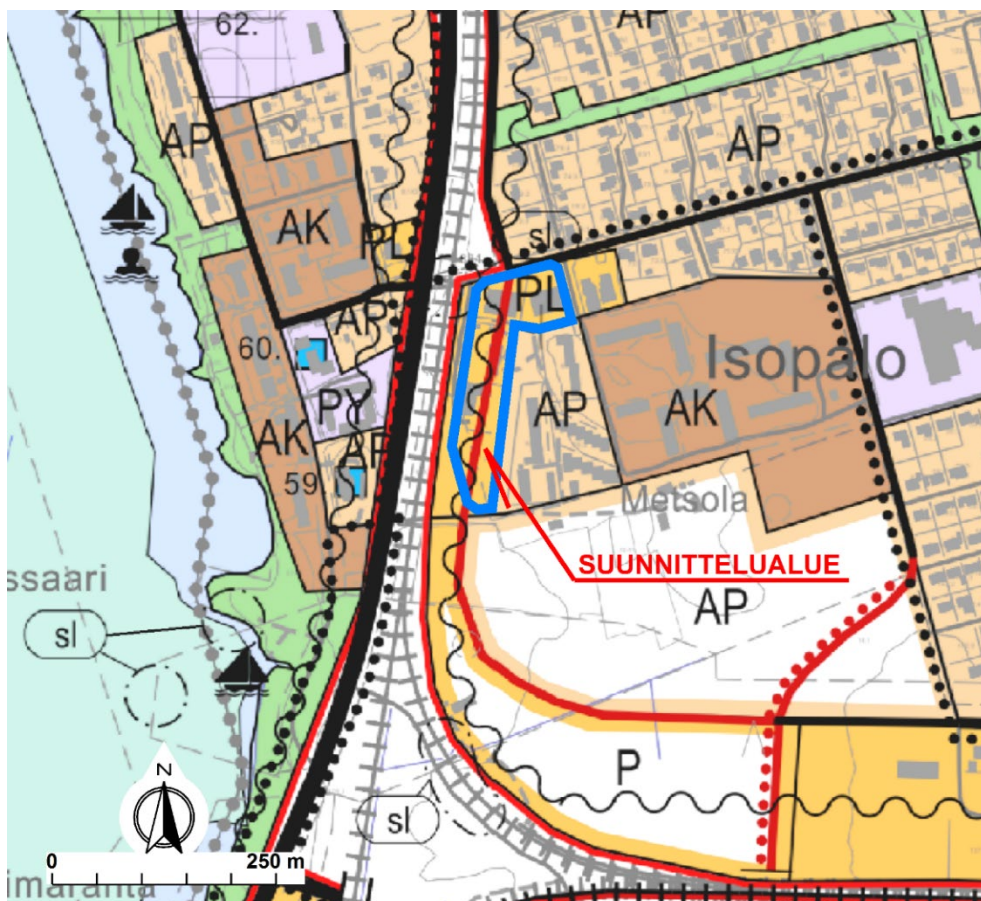 62.
AP
AP
AP
AK
PL
sl
PL
AP
60.
Isopalo
PY
AP
AK
AK
AP
59.
Metsola
SUUNNITTELUALUE
ssaari
AP
sl
P
N
sl
0 250 m
imaranta